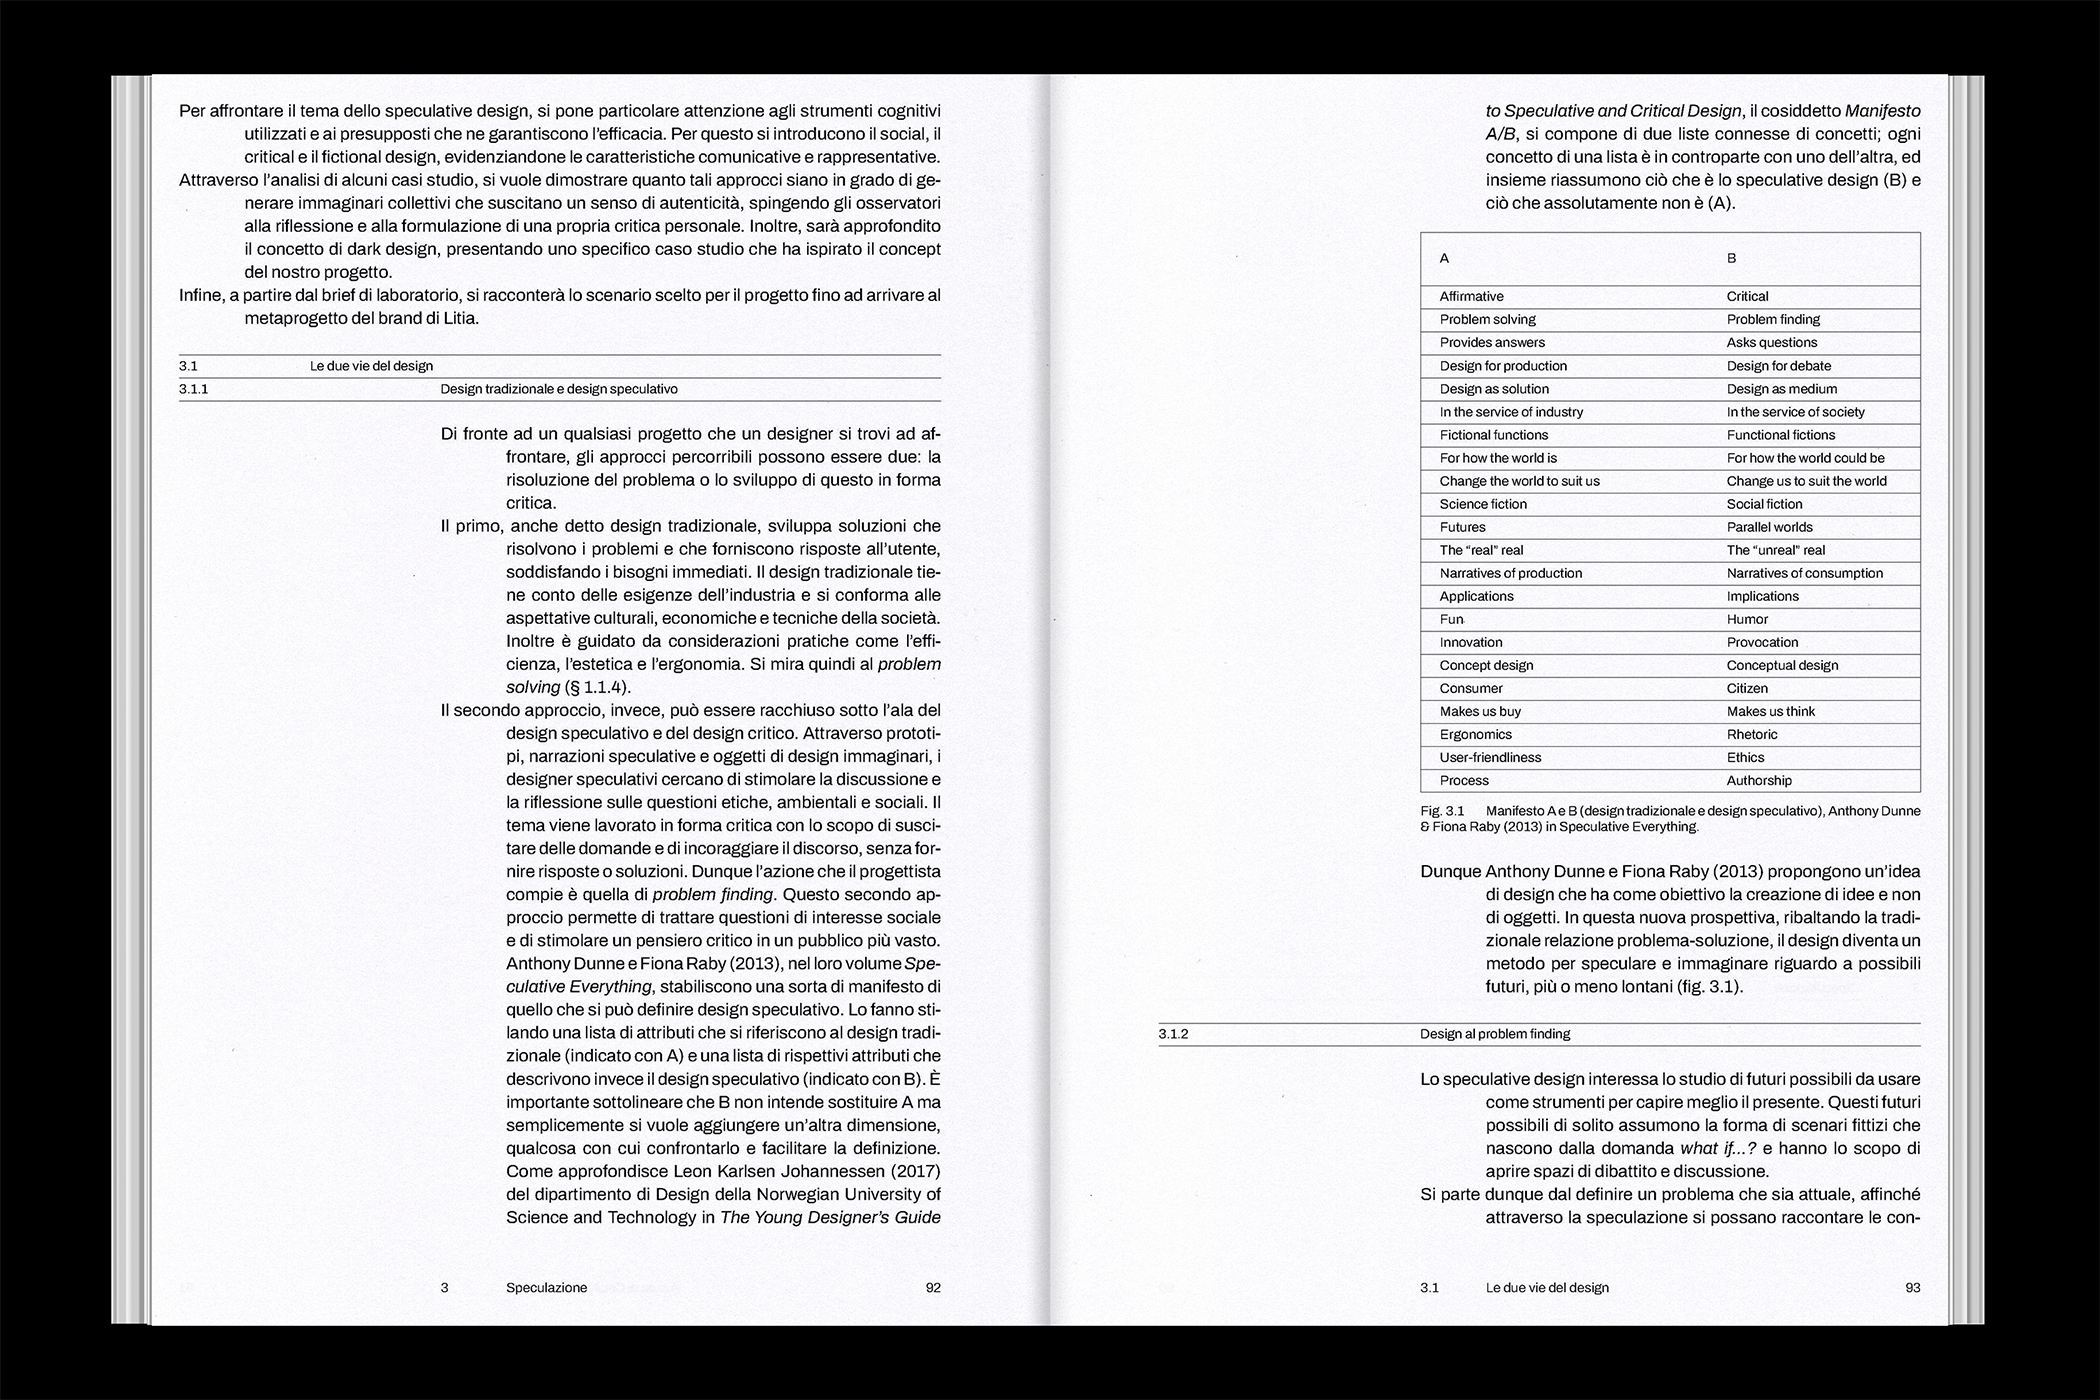 Per affrontare il tema dello speculative design, si pone particolare attenzione agli strumenti cognitivi
utilizzati e ai presupposti che ne garantiscono l’efficacia. Per questo si introducono il social, il
critical e il fictional design, evidenziandone le caratteristiche comunicative e rappresentative.
Attraverso l’analisi di alcuni casi studio, si vuole dimostrare quanto tali approcci siano in grado di ge-
nerare immaginari collettivi che suscitano un senso di autenticità, spingendo gli osservatori
alla riflessione e alla formulazione di una propria critica personale. Inoltre, sarà approfondito
il concetto di dark design, presentando uno specifico caso studio che ha ispirato il concept
del nostro progetto.
Infine, a partire dal brief di laboratorio, si racconterà lo scenario scelto per il progetto fino ad arrivare al
metaprogetto del brand di Litia.
3.1 Le due vie del design
3.1.1 Design tradizionale e design speculativo
Di fronte ad un qualsiasi progetto che un designer si trovi ad af-
frontare, gli approcci percorribili possono essere due: la
risoluzione del problema o lo sviluppo di questo in forma
critica.
Il primo, anche detto design tradizionale, sviluppa soluzioni che
risolvono i problemi e che forniscono risposte all’utente,
soddisfando i bisogni immediati. Il design tradizionale tie-
ne conto delle esigenze dell’industria e si conforma alle
aspettative culturali, economiche e tecniche della società.
Inoltre è guidato da considerazioni pratiche come l’effi-
cienza, l’estetica e l’ergonomia. Si mira quindi al problem
solving (§ 1.1.4).
Il secondo approccio, invece, può essere racchiuso sotto l’ala del
design speculativo e del design critico. Attraverso prototi-
pi, narrazioni speculative e oggetti di design immaginari, i
designer speculativi cercano di stimolare la discussione e
la riflessione sulle questioni etiche, ambientali e sociali. Il
tema viene lavorato in forma critica con lo scopo di susci-
tare delle domande e di incoraggiare il discorso, senza for-
nire risposte o soluzioni. Dunque l’azione che il progettista
compie è quella di problem finding. Questo secondo ap-
proccio permette di trattare questioni di interesse sociale
e di stimolare un pensiero critico in un pubblico più vasto.
Anthony Dunne e Fiona Raby (2013), nel loro volume Spe-
culative Everything, stabiliscono una sorta di manifesto di
quello che si può definire design speculativo. Lo fanno sti-
lando una lista di attributi che si riferiscono al design tradi-
zionale (indicato con A) e una lista di rispettivi attributi che
descrivono invece il design speculativo (indicato con B). È
importante sottolineare che B non intende sostituire A ma
semplicemente si vuole aggiungere un’altra dimensione,
qualcosa con cui confrontarlo e facilitare la definizione.
Come approfondisce Leon Karlsen Johannessen (2017)
del dipartimento di Design della Norwegian University of
Science and Technology in The Young Designer’s Guide
3 Speculazione 92
to Speculative and Critical Design, il cosiddetto Manifesto
A/B, si compone di due liste connesse di concetti; ogni
concetto di una lista è in controparte con uno dell’altra, ed
insieme riassumono ciò che è lo speculative design (B) e
ciò che assolutamente non è (A).
A B
Affirmative Critical
Problem solving Problem finding
Provides answers Asks questions
Design for production Design for debate
Design as solution Design as medium
In the service of industry In the service of society
Fictional functions Functional fictions
For how the world is For how the world could be
Change the world to suit us Change us to suit the world
Science fiction Social fiction
Futures Parallel worlds
The “real” real The “unreal” real
Narratives of production Narratives of consumption
Applications Implications
Fun Humor
Innovation Provocation
Concept design Conceptual design
Consumer Citizen
Makes us buy Makes us think
Ergonomics Rhetoric
User-friendliness Ethics
Process Authorship
Fig. 3.1 Manifesto A e B (design tradizionale e design speculativo), Anthony Dunne
& Fiona Raby (2013) in Speculative Everything.
Dunque Anthony Dunne e Fiona Raby (2013) propongono un’idea
di design che ha come obiettivo la creazione di idee e non
di oggetti. In questa nuova prospettiva, ribaltando la tradi-
zionale relazione problema-soluzione, il design diventa un
metodo per speculare e immaginare riguardo a possibili
futuri, più o meno lontani (fig. 3.1).
3.1.2 Design al problem finding
Lo speculative design interessa lo studio di futuri possibili da usare
come strumenti per capire meglio il presente. Questi futuri
possibili di solito assumono la forma di scenari fittizi che
nascono dalla domanda what if...? e hanno lo scopo di
aprire spazi di dibattito e discussione.
Si parte dunque dal definire un problema che sia attuale, affinché
attraverso la speculazione si possano raccontare le con-
3.1 Le due vie del design 93